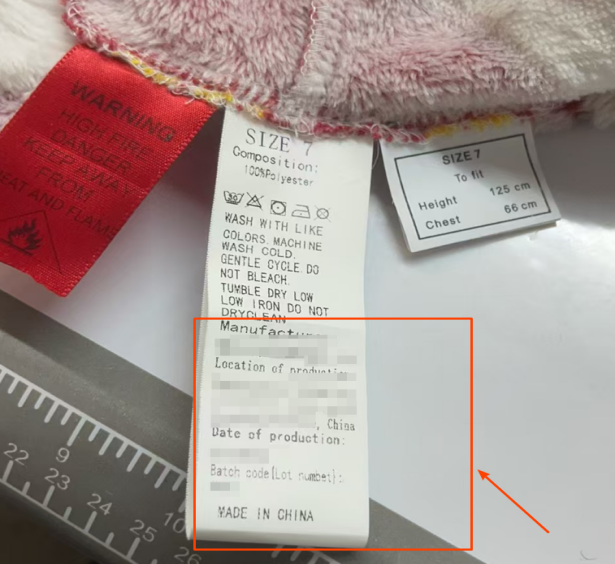 WARNING
HIGH FIRE
DANGER
KEEP AWAY
FROM
HEAT AND FLAME
SIZE 7
Composition:
100%Polyester
WASH WITH LIKE
COLORS. MACHINE
WASH COLD.
GENTLE CYCLE. DO
NOT BLEACH.
TUMBLE DRY LOW
LOW IRON DO NOT
DRYCLEAN
Location of production:
, China
Date of production:
Batch code(Lot number):
MADE IN CHINA
SIZE 7
To fit
Height 125 cm
Chest 66 cm
9
10
22
23
24
25
26